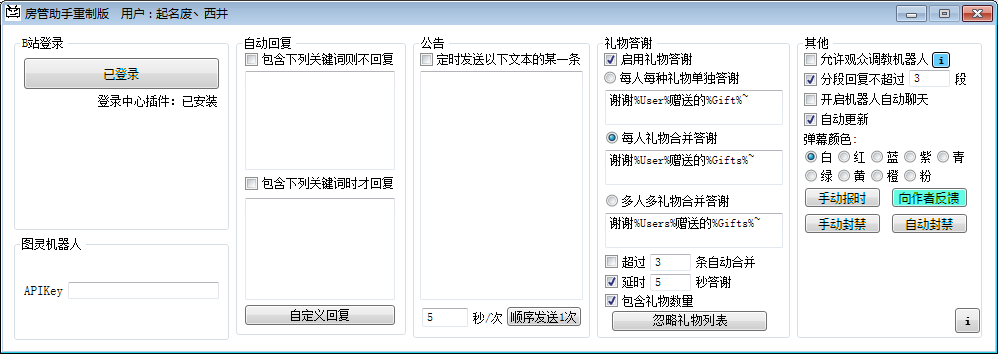 房管助手重制版 用户：起名废丶西井
B站登录
已登录
登录中心插件：已安装
图灵机器人
APIKey
自动回复
包含下列关键词则不回复
包含下列关键词时才回复
自定义回复
公告
定时发送以下文本的某一条
5 秒/次 顺序发送1次
礼物答谢
启用礼物答谢
每人每种礼物单独答谢
谢谢%User%赠送的%Gift%~
每人礼物合并答谢
谢谢%User%赠送的%Gifts%~
多人多礼物合并答谢
谢谢%Users%赠送的%Gifts%~
超过 3 条自动合并
延时 5 秒答谢
包含礼物数量
忽略礼物列表
其他
允许观众调教机器人 i
分段回复不超过 3 段
开启机器人自动聊天
自动更新
弹幕颜色：
白 红 蓝 紫 青
绿 黄 橙 粉
手动报时 向作者反馈
手动封禁 自动封禁
i